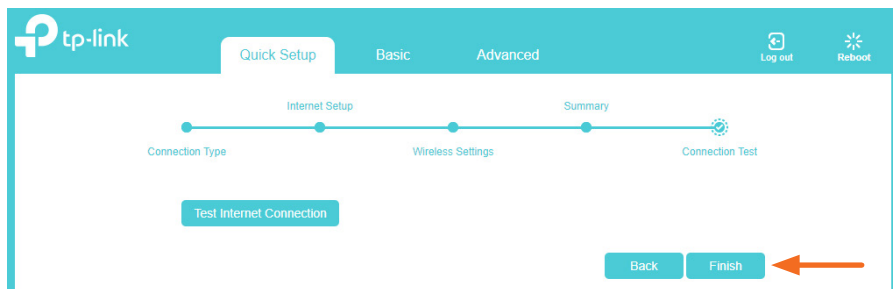 tp-link
Quick Setup Basic Advanced Log out Reboot
Internet Setup Summary
Connection Type Wireless Settings Connection Test
Test Internet Connection
Back Finish